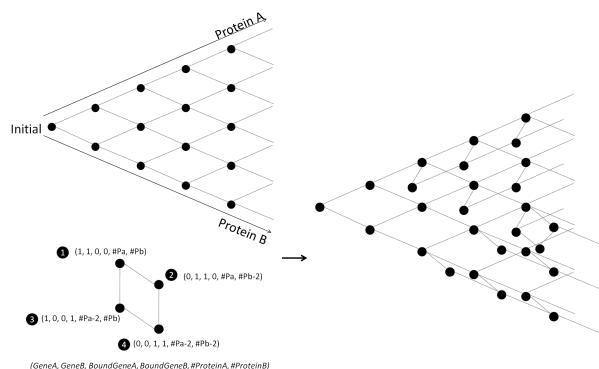 Protein A
Initial
Protein B
1 (1, 1, 0, 0, #Pa, #Pb)
2 (0, 1, 1, 0, #Pa, #Pb-2)
3 (1, 0, 0, 1, #Pa-2, #Pb)
4 (0, 0, 1, 1, #Pa-2, #Pb-2)
(GeneA, GeneB, BoundGeneA, BoundGeneB, #ProteinA, #ProteinB)